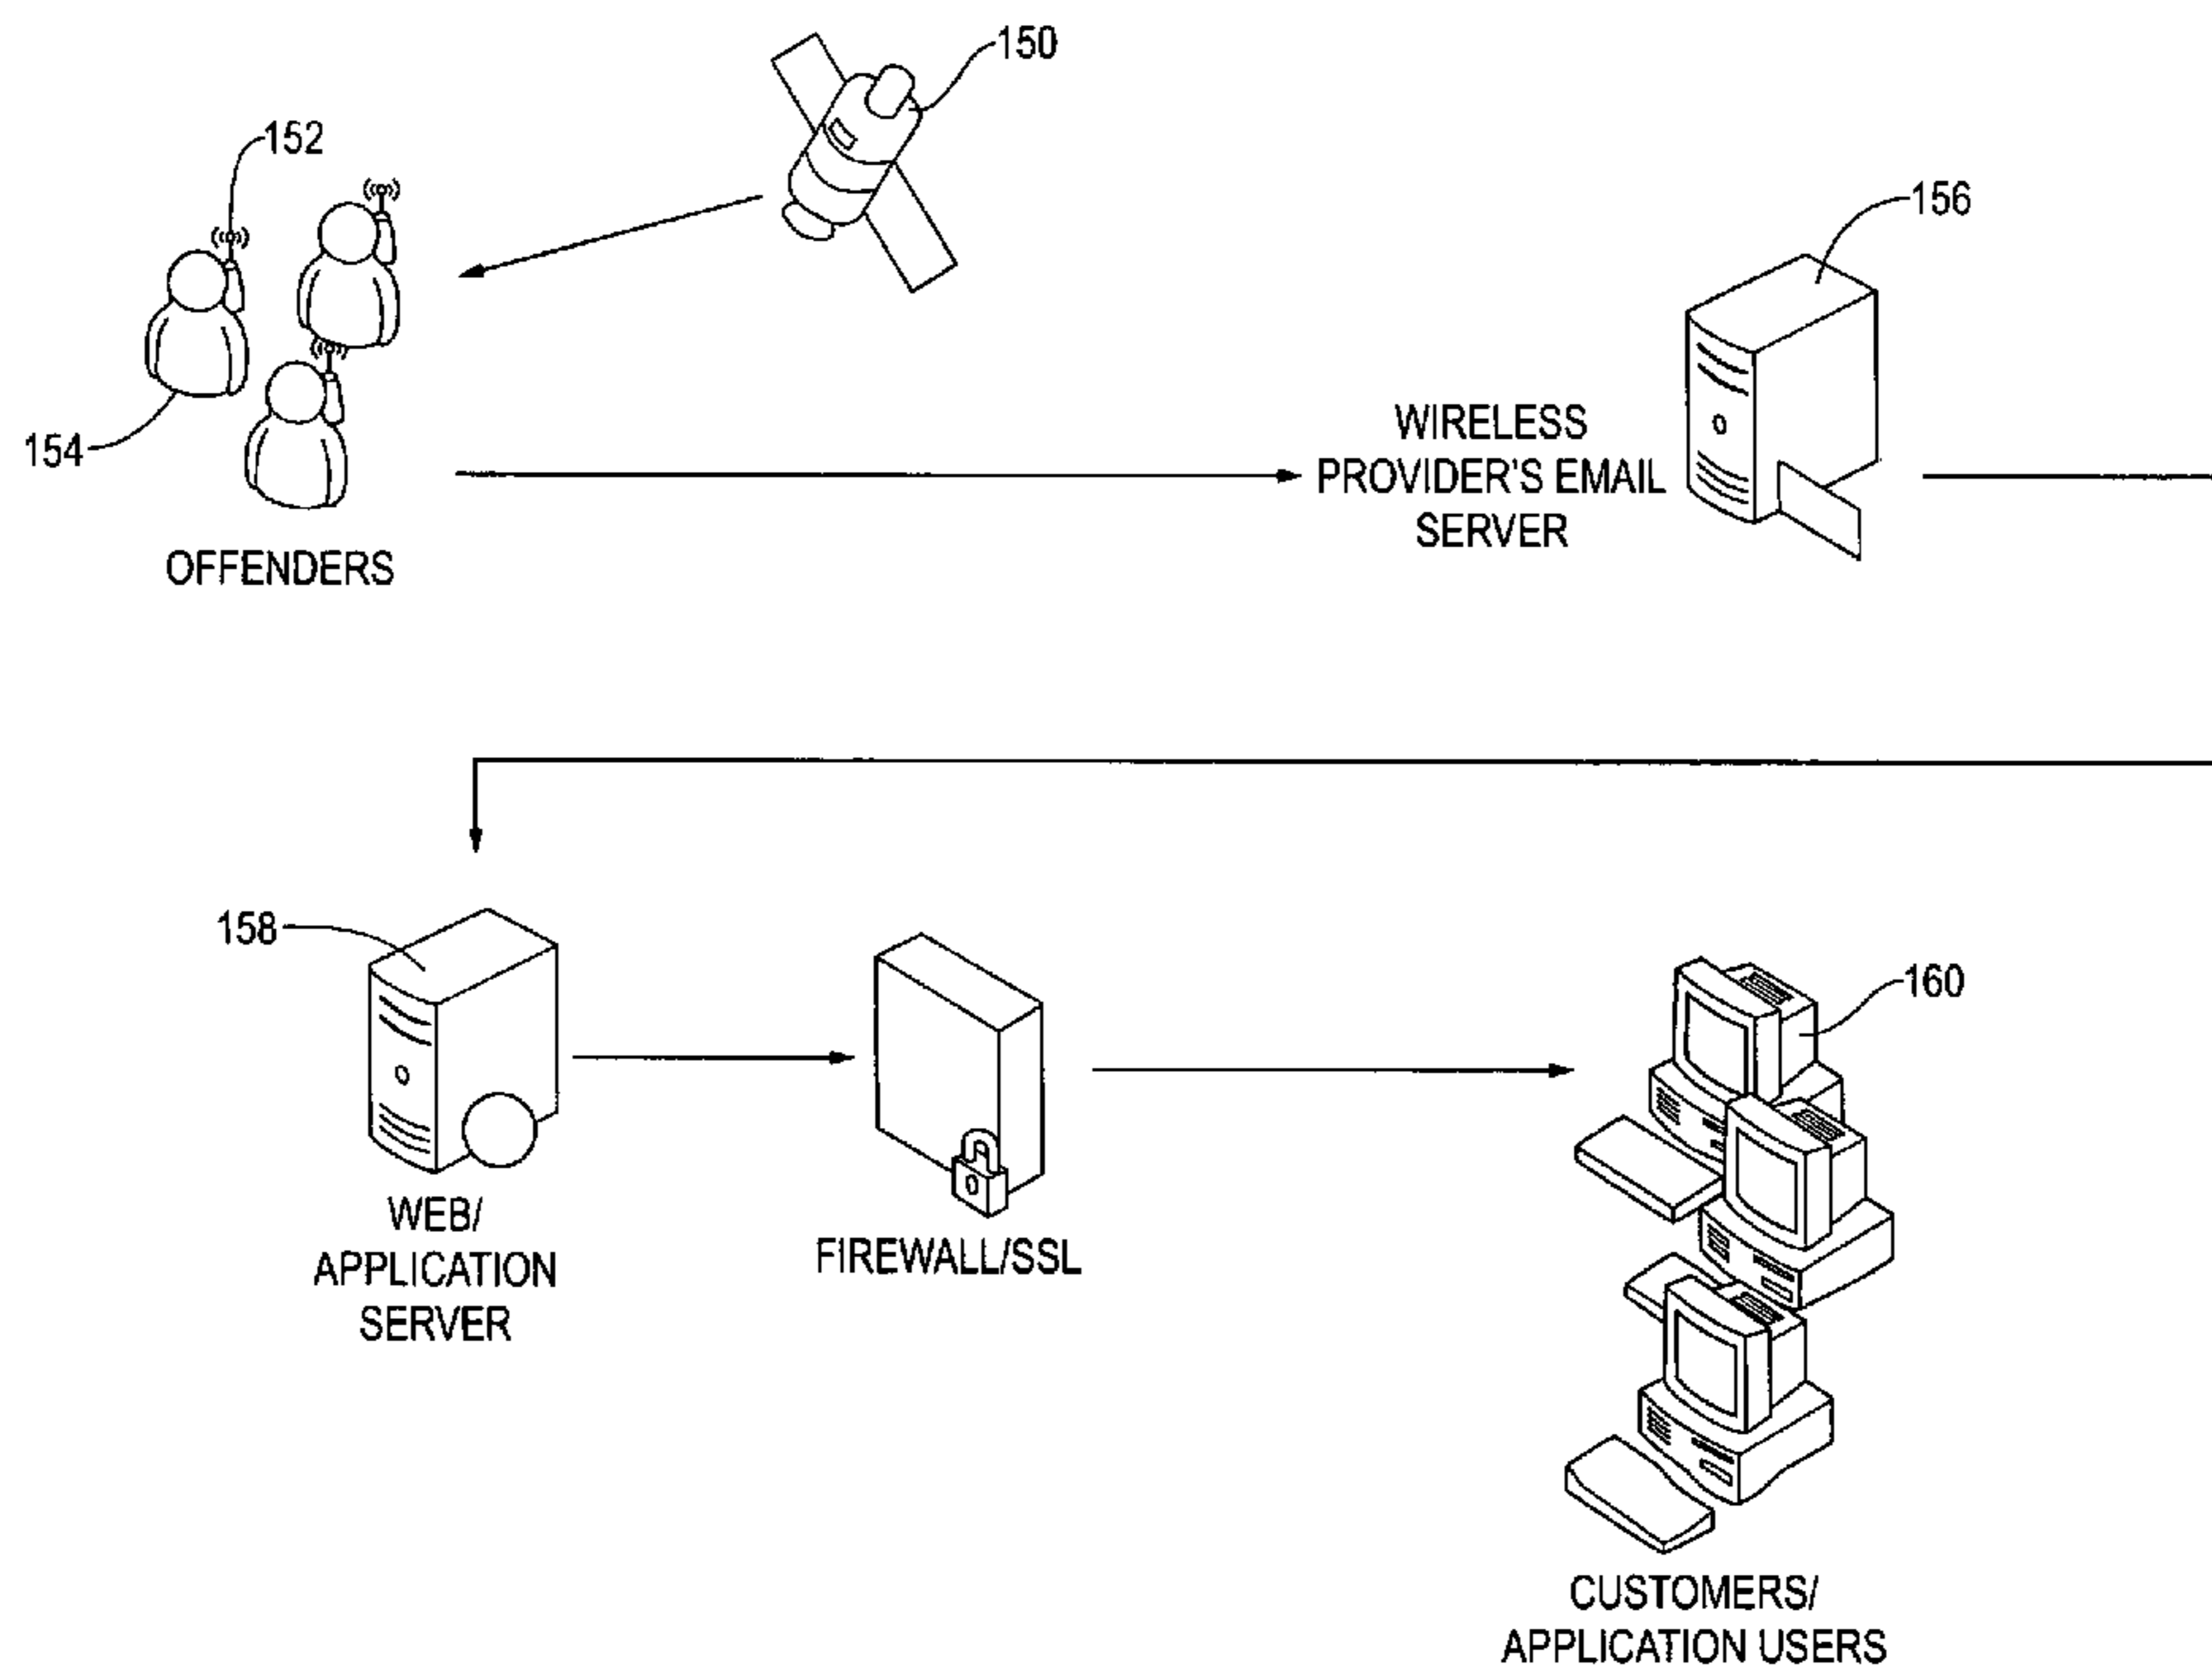 150
152
156
154
WIRELESS
PROVIDER'S EMAIL
SERVER
OFFENDERS
158
160
WEB/
APPLICATION
SERVER
FIREWALL/SSL
CUSTOMERS/
APPLICATION USERS